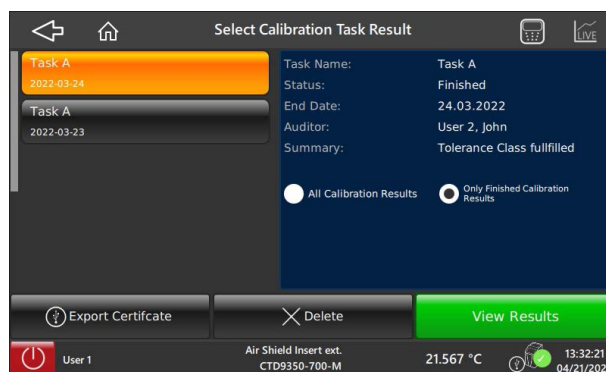 Select Calibration Task Result
LIVE
Task A
2022-03-24
Task A
2022-03-23
Task Name: Task A
Status: Finished
End Date: 24.03.2022
Auditor: User 2, John
Summary: Tolerance Class fullfilled
All Calibration Results
Only Finished Calibration
Results
Export Certifcate
Delete
View Results
User 1
Air Shield Insert ext.
CTD9350-700-M
21.567 °C
13:32:21
04/21/202